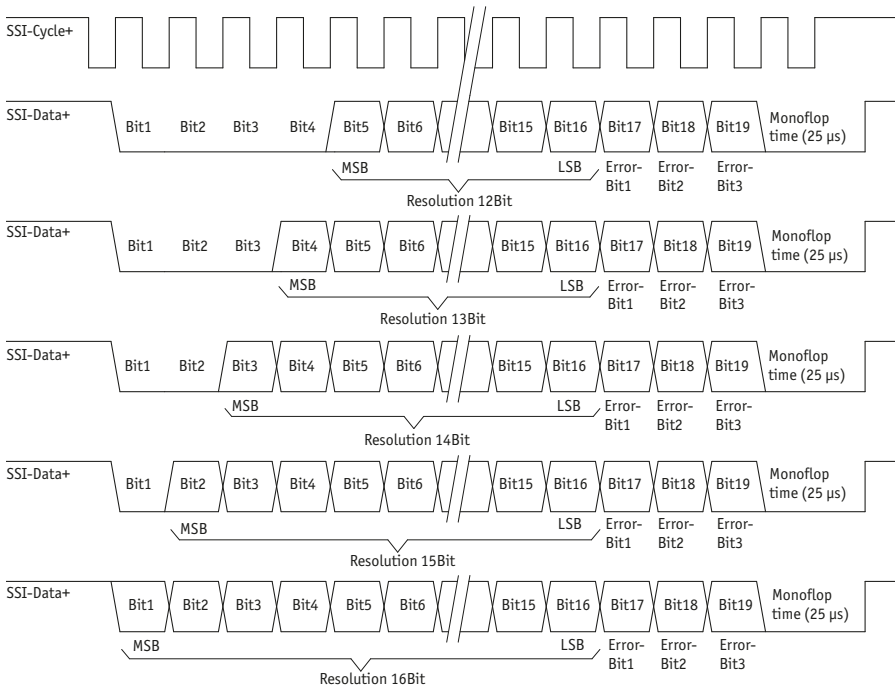 SSI-Cycle+
SSI-Data+ Bit1 Bit2 Bit3 Bit4 Bit5 Bit6 Bit15 Bit16 Bit17 Bit18 Bit19 Monoflop
time (25 µs)
MSB LSB Error- Error- Error-
Bit1 Bit2 Bit3
Resolution 12Bit
SSI-Data+ Bit1 Bit2 Bit3 Bit4 Bit5 Bit6 Bit15 Bit16 Bit17 Bit18 Bit19 Monoflop
time (25 µs)
MSB LSB Error- Error- Error-
Bit1 Bit2 Bit3
Resolution 13Bit
SSI-Data+ Bit1 Bit2 Bit3 Bit4 Bit5 Bit6 Bit15 Bit16 Bit17 Bit18 Bit19 Monoflop
time (25 µs)
MSB LSB Error- Error- Error-
Bit1 Bit2 Bit3
Resolution 14Bit
SSI-Data+ Bit1 Bit2 Bit3 Bit4 Bit5 Bit6 Bit15 Bit16 Bit17 Bit18 Bit19 Monoflop
time (25 µs)
MSB LSB Error- Error- Error-
Bit1 Bit2 Bit3
Resolution 15Bit
SSI-Data+ Bit1 Bit2 Bit3 Bit4 Bit5 Bit6 Bit15 Bit16 Bit17 Bit18 Bit19 Monoflop
time (25 µs)
MSB LSB Error- Error- Error-
Bit1 Bit2 Bit3
Resolution 16Bit